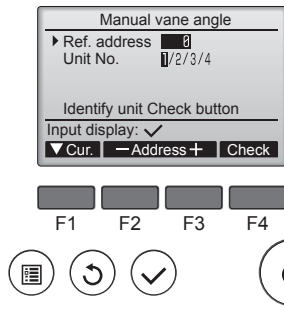 Manual vane angle
Ref. address 0
Unit No. 1/2/3/4
Identify unit Check button
Input display: ✓
▼Cur. −Address+ Check
F1 F2 F3 F4